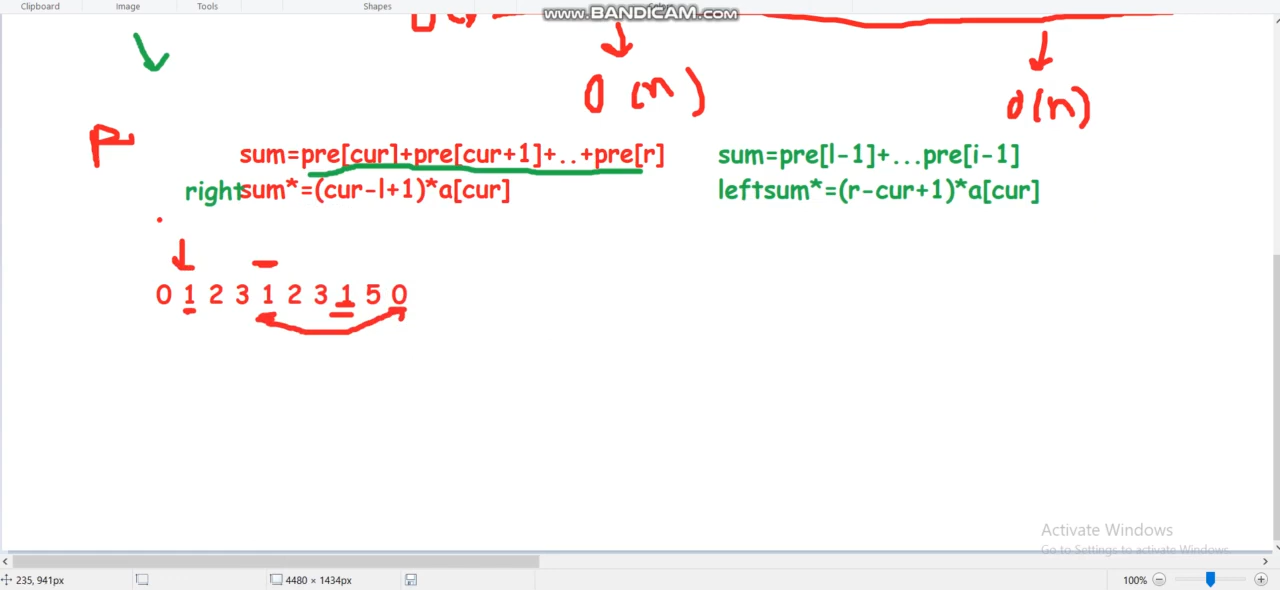 Clipboard Image Tools Shapes
www.BANDICAM.com
O (n)
O(n)
sum=pre[cur]+pre[cur+1]+..+pre[r]
sum=pre[l-1]+...pre[i-1]
rightsum*=(cur-l+1)*a[cur]
leftsum*=(r-cur+1)*a[cur]
0 1 2 3 1 2 3 1 5 0
Activate Windows
Go to Settings to activate Windows.
235, 941px
4480 × 1434px
100%